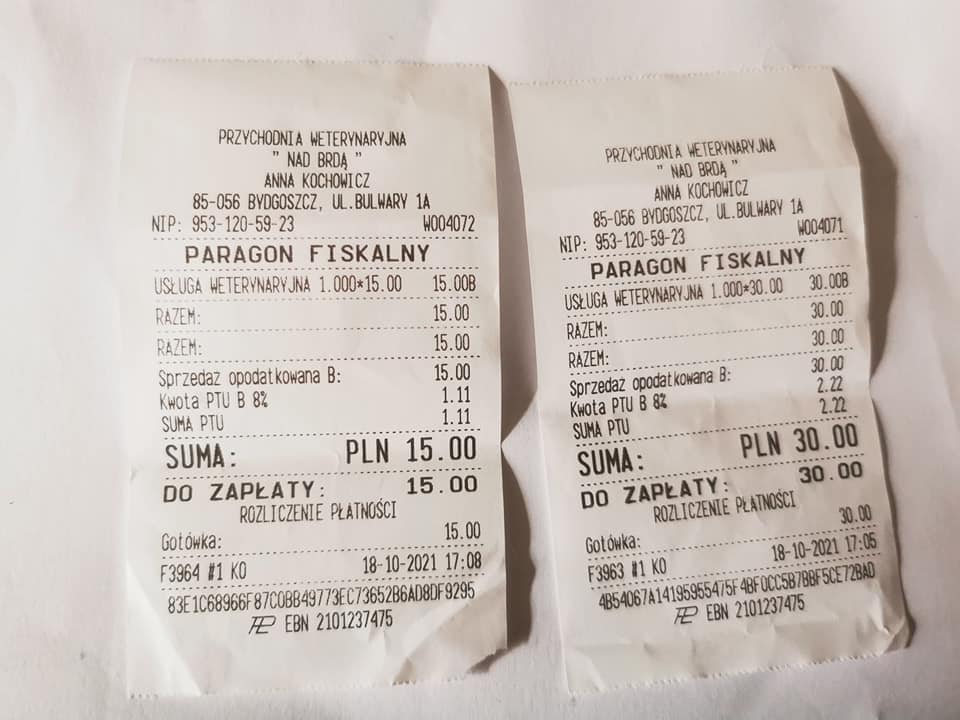 PRZYCHODNIA WETERYNARYJNA
" NAD BRDĄ "
ANNA KOCHOWICZ
85-056 BYDGOSZCZ, UL.BULWARY 1A
NIP: 953-120-59-23 W004072
PARAGON FISKALNY
USŁUGA WETERYNARYJNA 1.000*15.00 15.00B
RAZEM: 15.00
RAZEM: 15.00
Sprzedaż opodatkowana B: 15.00
Kwota PTU B 8% 1.11
SUMA PTU 1.11
SUMA: PLN 15.00
DO ZAPŁATY: 15.00
ROZLICZENIE PŁATNOŚCI
Gotówka: 15.00
F3964 #1 KO 18-10-2021 17:08
83E1C68966F87C0BB49773EC73652B6AD8DF9295
EBN 2101237475
PRZYCHODNIA WETERYNARYJNA
" NAD BRDĄ "
ANNA KOCHOWICZ
85-056 BYDGOSZCZ, UL.BULWARY 1A
NIP: 953-120-59-23 W004071
PARAGON FISKALNY
USŁUGA WETERYNARYJNA 1.000*30.00 30.00B
RAZEM: 30.00
RAZEM: 30.00
Sprzedaż opodatkowana B: 30.00
Kwota PTU B 8% 2.22
SUMA PTU 2.22
SUMA: PLN 30.00
DO ZAPŁATY: 30.00
ROZLICZENIE PŁATNOŚCI
Gotówka: 30.00
F3963 #1 KO 18-10-2021 17:05
4B54067A14195955475F4BF0CC5B7BBF5CE72BAD
EBN 2101237475